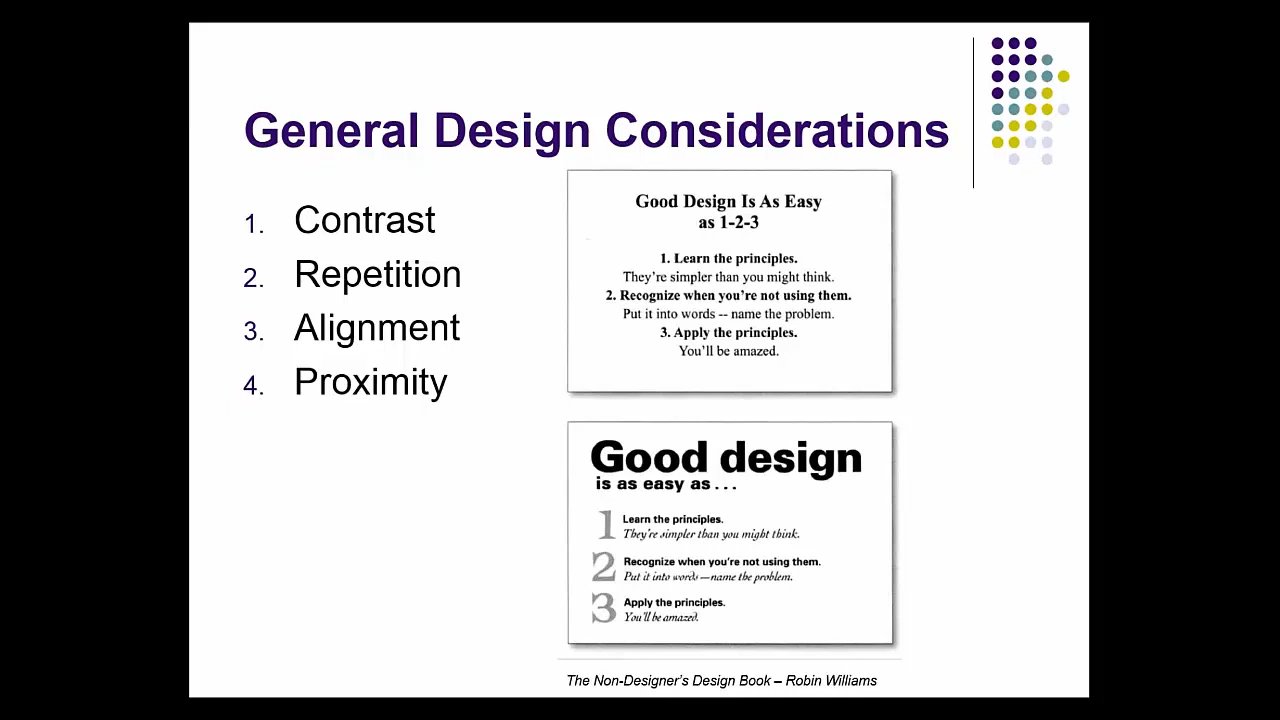 General Design Considerations
1. Contrast
2. Repetition
3. Alignment
4. Proximity
Good Design Is As Easy
as 1-2-3
1. Learn the principles.
They're simpler than you might think.
2. Recognize when you're not using them.
Put it into words -- name the problem.
3. Apply the principles.
You'll be amazed.
Good design
is as easy as . . .
1 Learn the principles.
They're simpler than you might think.
2 Recognize when you're not using them.
Put it into words—name the problem.
3 Apply the principles.
You'll be amazed.
The Non-Designer's Design Book – Robin Williams